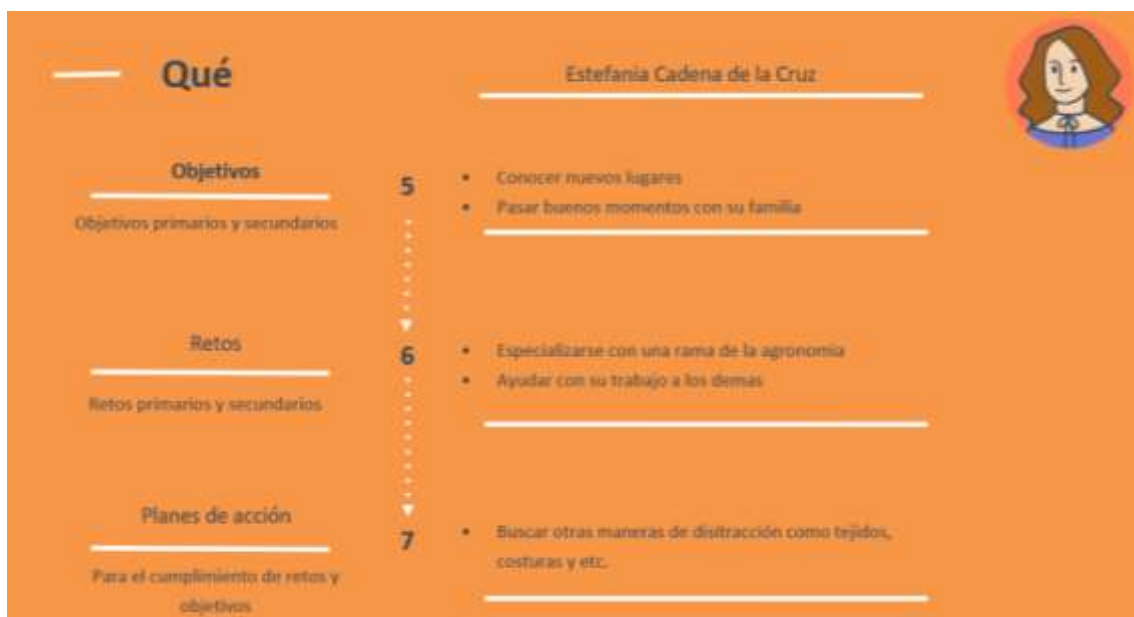 Qué
Estefania Cadena de la Cruz
Objetivos
Objetivos primarios y secundarios
5
• Conocer nuevos lugares
• Pasar buenos momentos con su familia
Retos
Retos primarios y secundarios
6
• Especializarse con una rama de la agronomia
• Ayudar con su trabajo a los demas
Planes de acción
Para el cumplimiento de retos y
objetivos
7
• Buscar otras maneras de disitracción como tejidos,
costuras y etc.